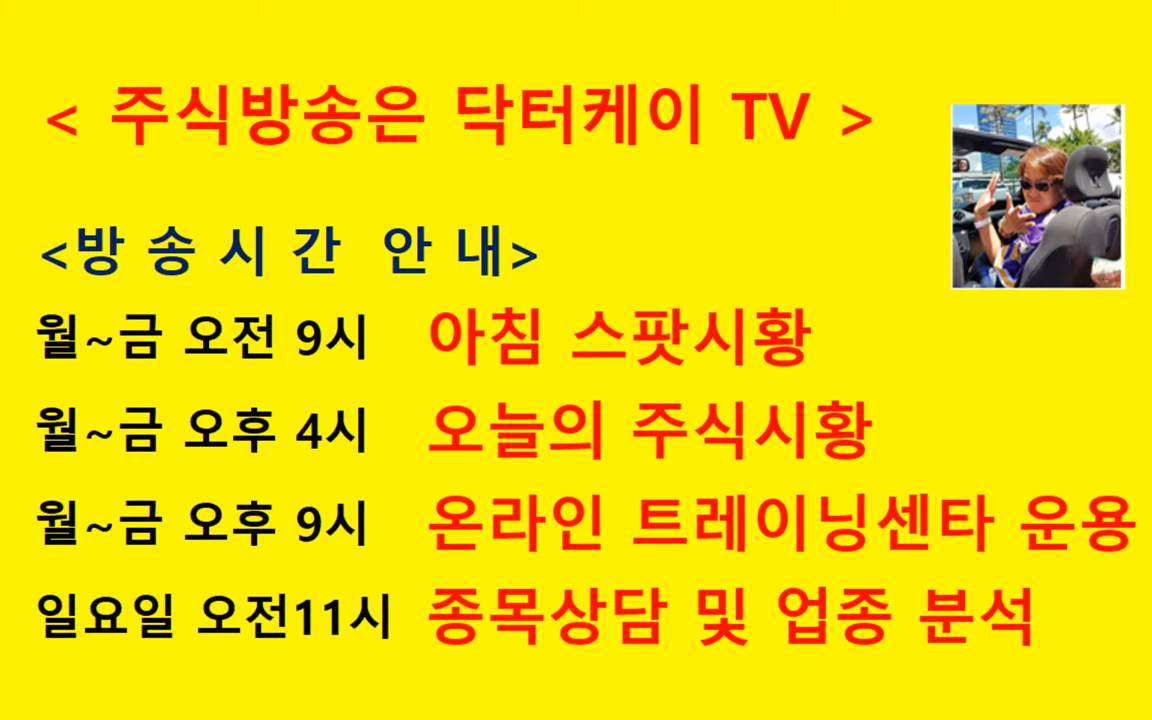 < 주식방송은 닥터케이 TV >
<방 송 시 간 안 내>
월~금 오전 9시 아침 스팟시황
월~금 오후 4시 오늘의 주식시황
월~금 오후 9시 온라인 트레이닝센타 운용
일요일 오전11시 종목상담 및 업종 분석